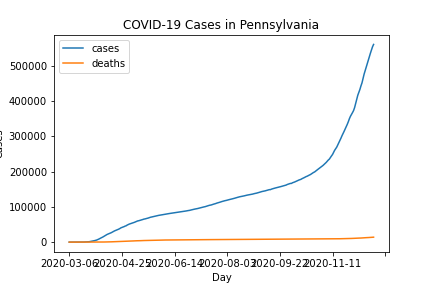 COVID-19 Cases in Pennsylvania
cases
deaths
500000
400000
300000
200000
100000
0
2020-03-06 2020-04-25 2020-06-14 2020-08-03 2020-09-22 2020-11-11
Day